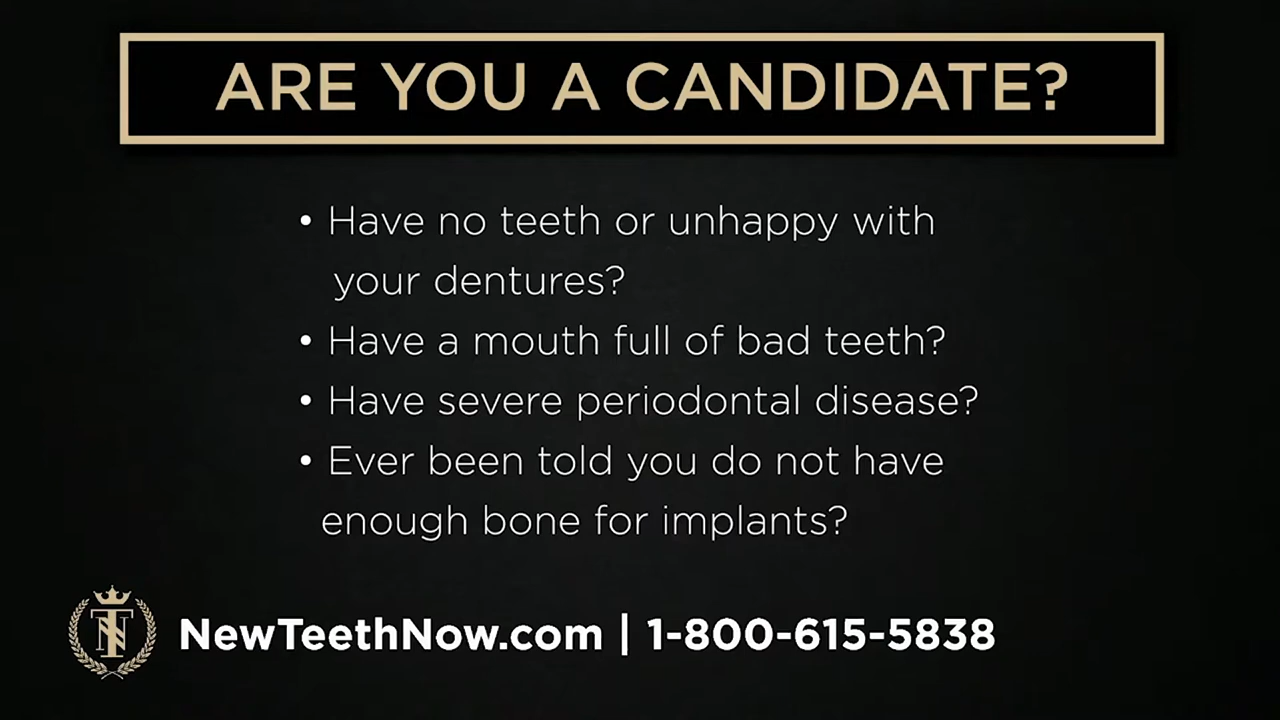 ARE YOU A CANDIDATE?
• Have no teeth or unhappy with
your dentures?
• Have a mouth full of bad teeth?
• Have severe periodontal disease?
• Ever been told you do not have
enough bone for implants?
NTN
NewTeethNow.com | 1-800-615-5838